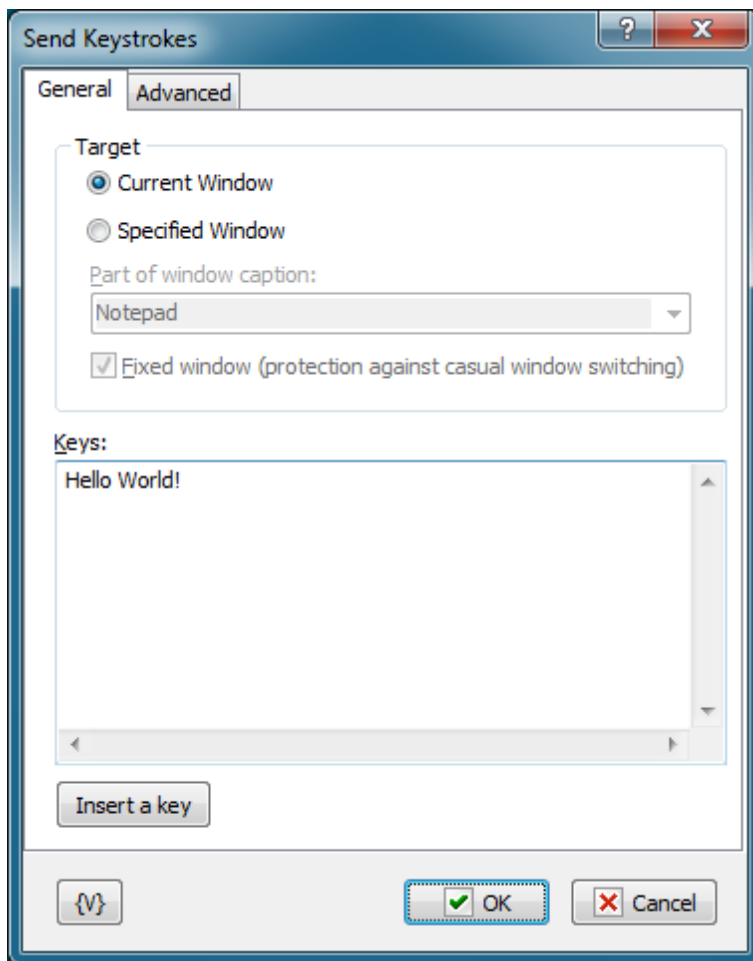 Send Keystrokes
?
General Advanced
Target
Current Window
Specified Window
Part of window caption:
Notepad
Fixed window (protection against casual window switching)
Keys:
Hello World!
Insert a key
{V} OK Cancel